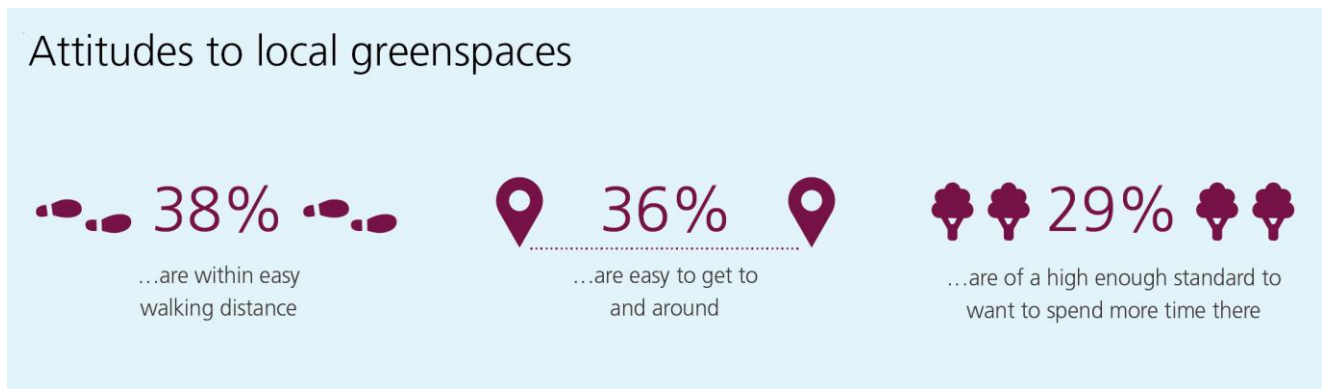 Attitudes to local greenspaces
38%
…are within easy
walking distance
36%
…are easy to get to
and around
29%
…are of a high enough standard to
want to spend more time there